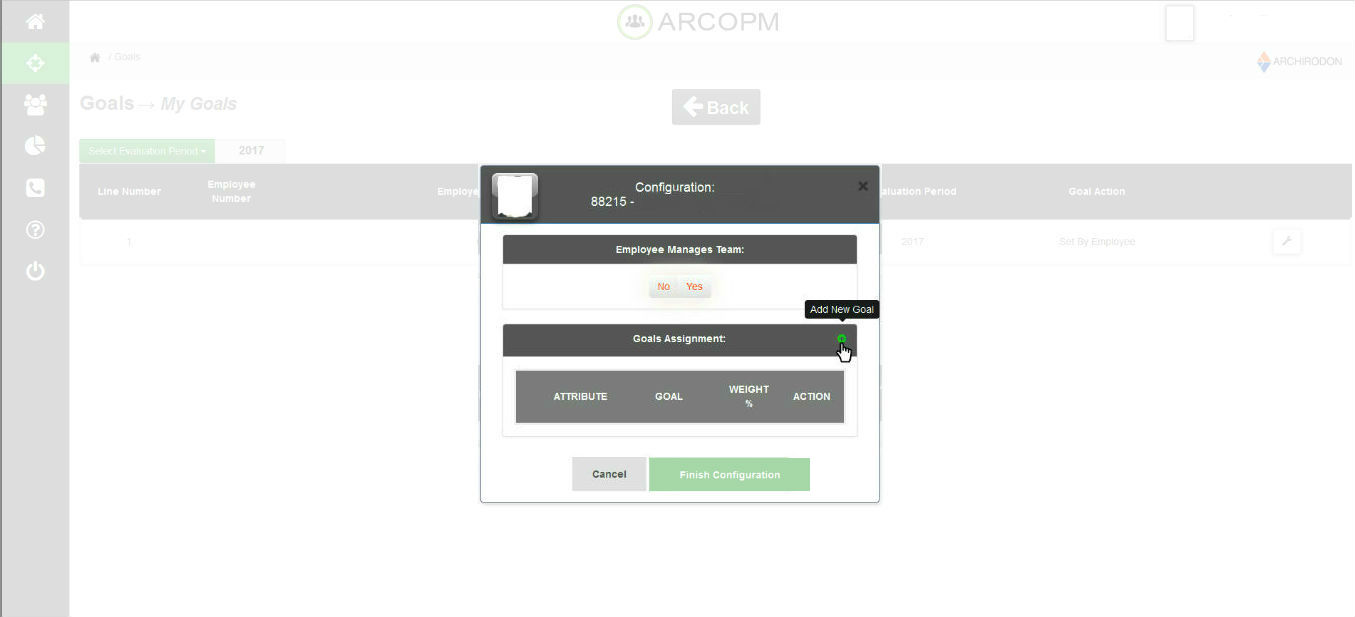 ARCOPM
/ Goals
ARCHIRODON
Goals → My Goals
Back
Select Evaluation Period
2017
Line Number
Employee Number
Employe
aluation Period
Goal Action
1
2017
Set By Employee
Configuration:
88215 -
Employee Manages Team:
No Yes
Add New Goal
Goals Assignment:
ATTRIBUTE
GOAL
WEIGHT %
ACTION
Cancel
Finish Configuration